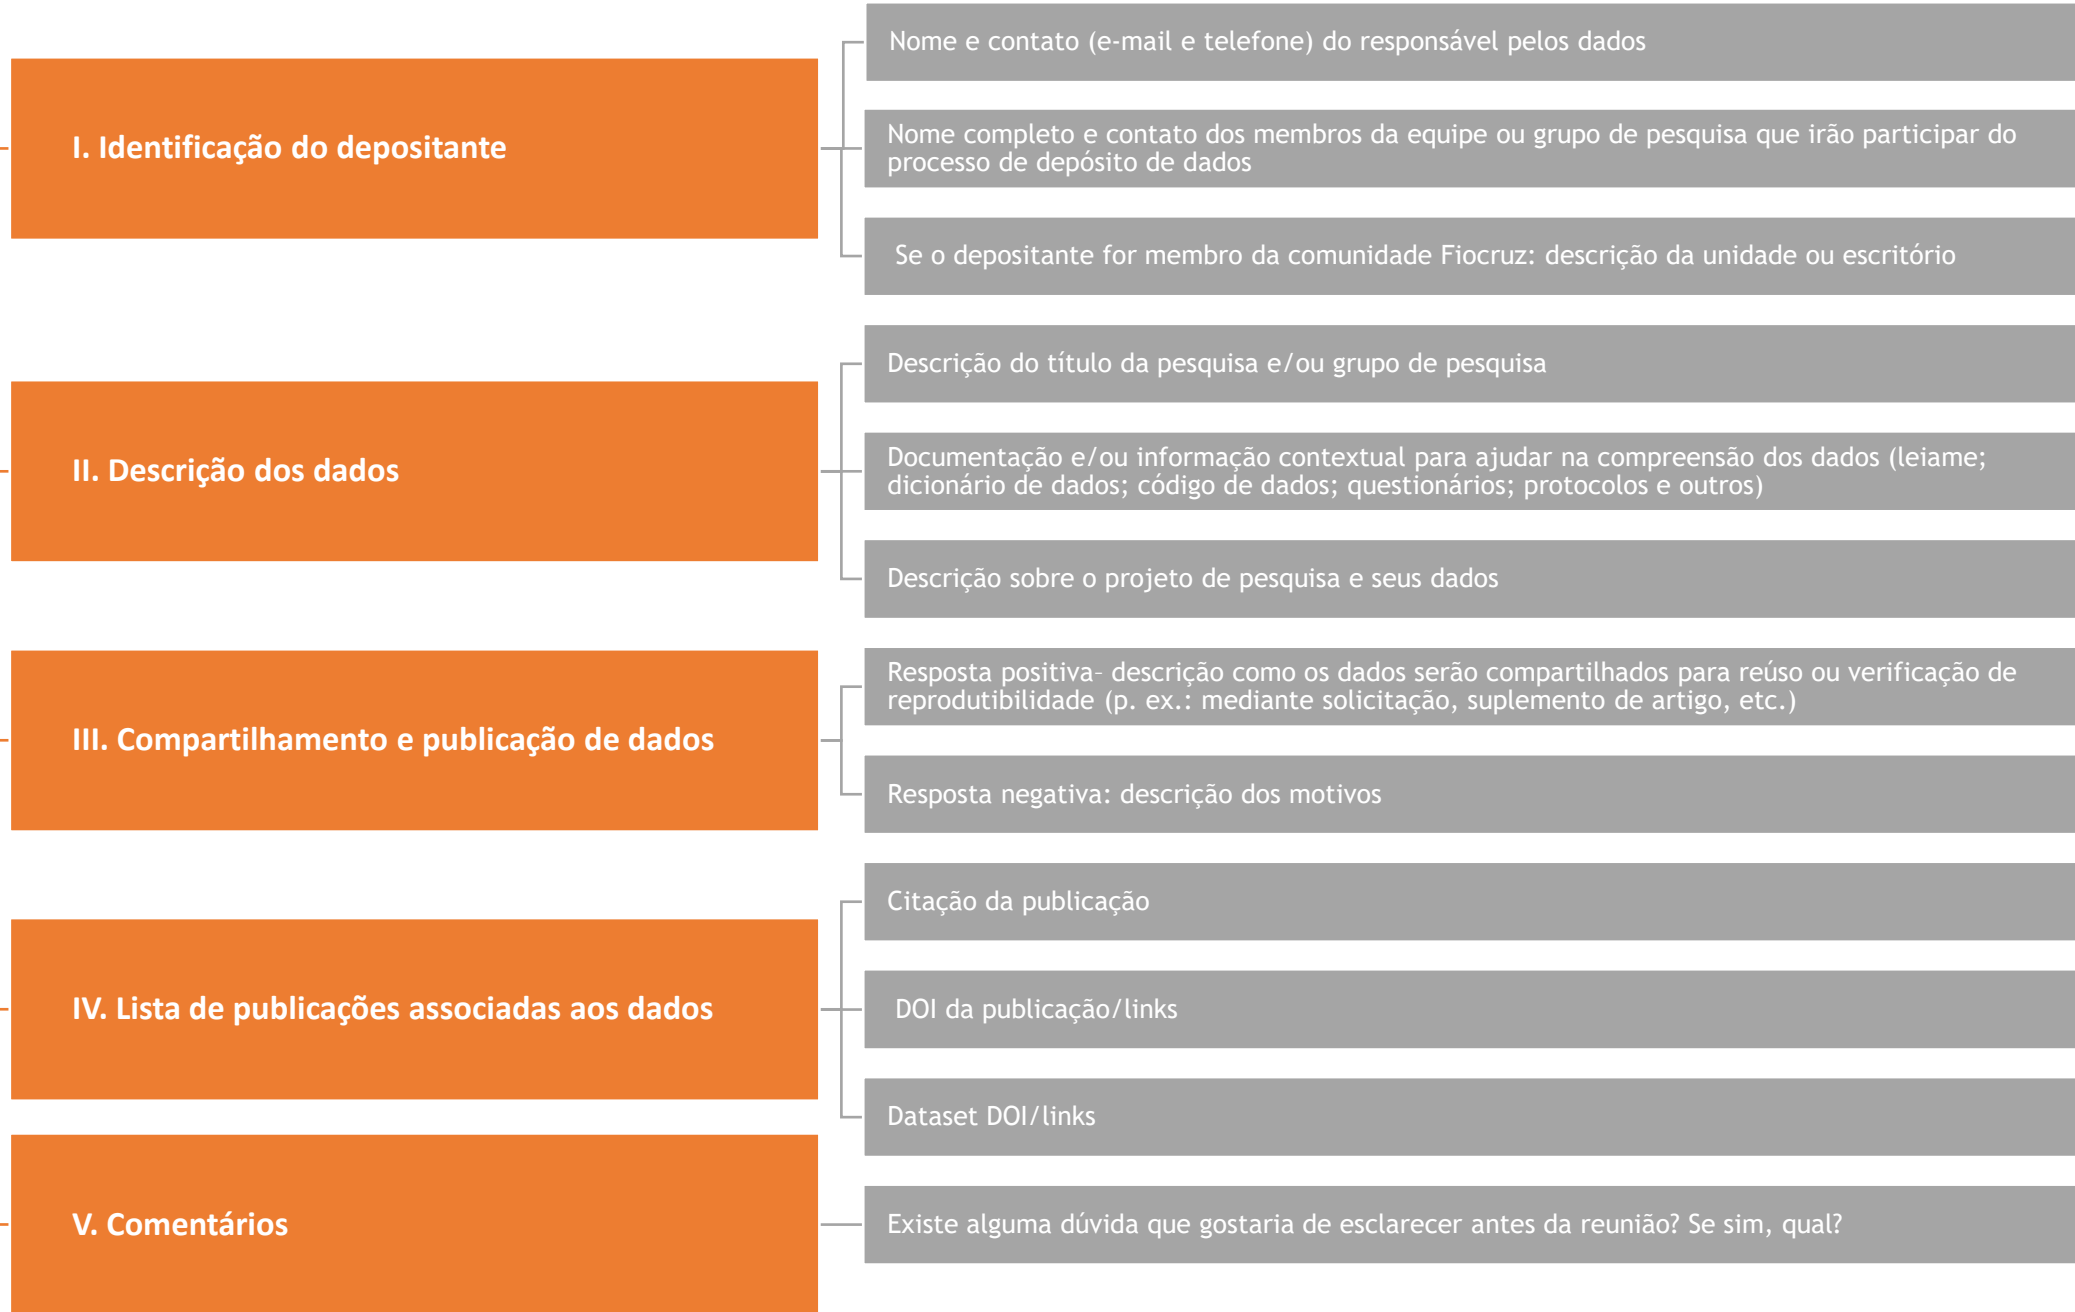 I. Identificação do depositante
Nome e contato (e-mail e telefone) do responsável pelos dados
Nome completo e contato dos membros da equipe ou grupo de pesquisa que irão participar do
processo de depósito de dados
Se o depositante for membro da comunidade Fiocruz: descrição da unidade ou escritório
II. Descrição dos dados
Descrição do título da pesquisa e/ou grupo de pesquisa
Documentação e/ou informação contextual para ajudar na compreensão dos dados (leiame;
dicionário de dados; código de dados; questionários; protocolos e outros)
Descrição sobre o projeto de pesquisa e seus dados
III. Compartilhamento e publicação de dados
Resposta positiva– descrição como os dados serão compartilhados para reúso ou verificação de
reprodutibilidade (p. ex.: mediante solicitação, suplemento de artigo, etc.)
Resposta negativa: descrição dos motivos
IV. Lista de publicações associadas aos dados
Citação da publicação
DOI da publicação/links
Dataset DOI/links
V. Comentários
Existe alguma dúvida que gostaria de esclarecer antes da reunião? Se sim, qual?